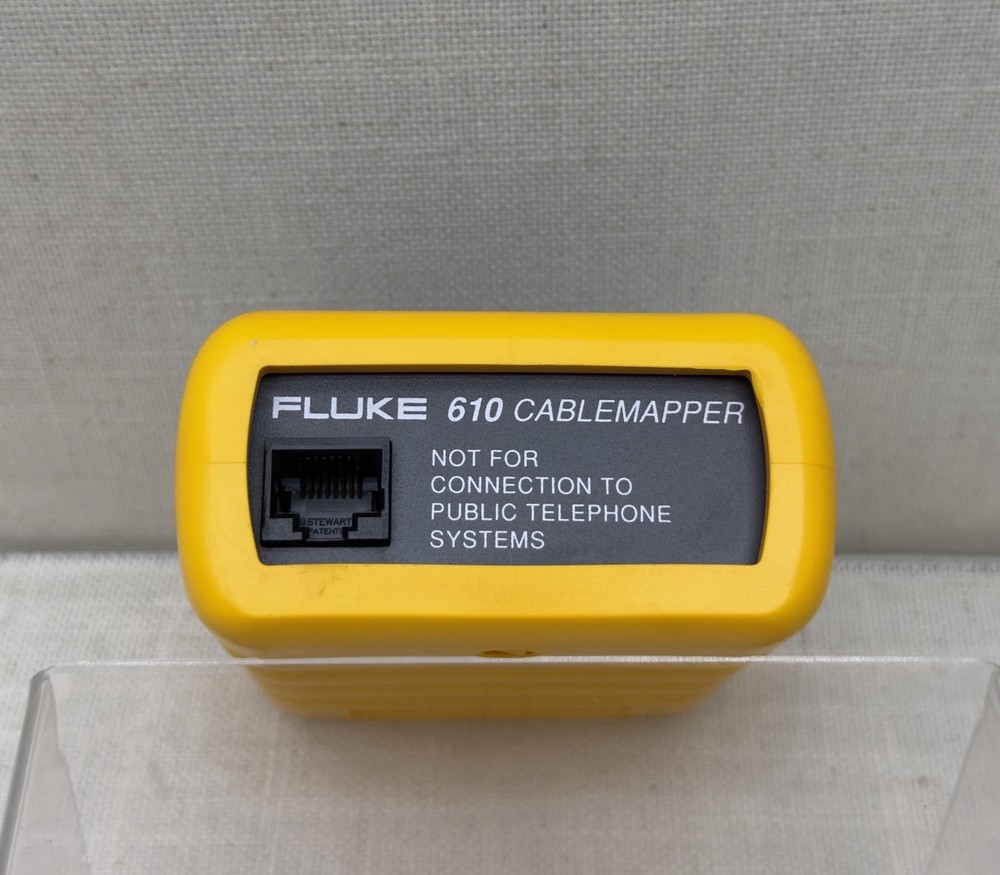 FLUKE 610 CABLEMAPPER
NOT FOR
CONNECTION TO
PUBLIC TELEPHONE
SYSTEMS
STEWART
PATENT